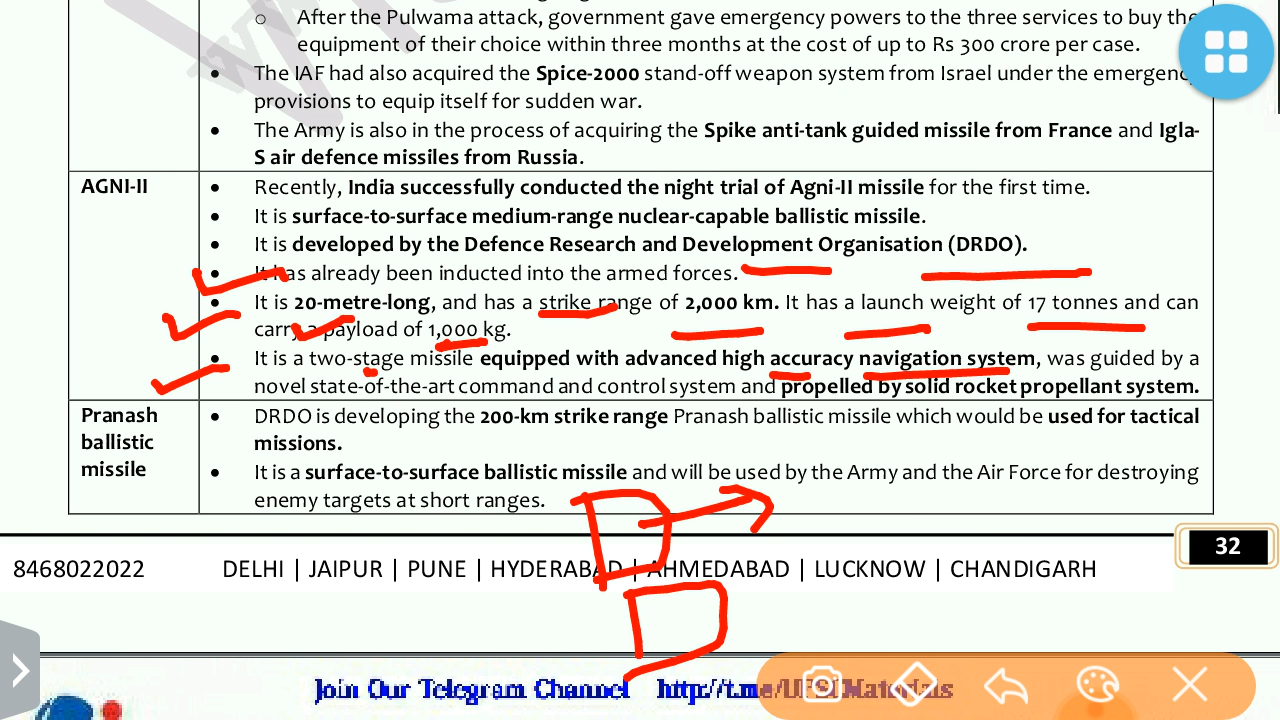 o After the Pulwama attack, government gave emergency powers to the three services to buy the
equipment of their choice within three months at the cost of up to Rs 300 crore per case.
• The IAF had also acquired the Spice-2000 stand-off weapon system from Israel under the emergency
provisions to equip itself for sudden war.
• The Army is also in the process of acquiring the Spike anti-tank guided missile from France and Igla-
S air defence missiles from Russia.
AGNI-II
• Recently, India successfully conducted the night trial of Agni-II missile for the first time.
• It is surface-to-surface medium-range nuclear-capable ballistic missile.
• It is developed by the Defence Research and Development Organisation (DRDO).
• It has already been inducted into the armed forces.
• It is 20-metre-long, and has a strike range of 2,000 km. It has a launch weight of 17 tonnes and can
carry a payload of 1,000 kg.
• It is a two-stage missile equipped with advanced high accuracy navigation system, was guided by a
novel state-of-the-art command and control system and propelled by solid rocket propellant system.
Pranash
ballistic
missile
• DRDO is developing the 200-km strike range Pranash ballistic missile which would be used for tactical
missions.
• It is a surface-to-surface ballistic missile and will be used by the Army and the Air Force for destroying
enemy targets at short ranges.
D
D
32
8468022022 DELHI | JAIPUR | PUNE | HYDERABAD | AHMEDABAD | LUCKNOW | CHANDIGARH
Join Our Telegram Channel http://t.me/UPSCMaterials